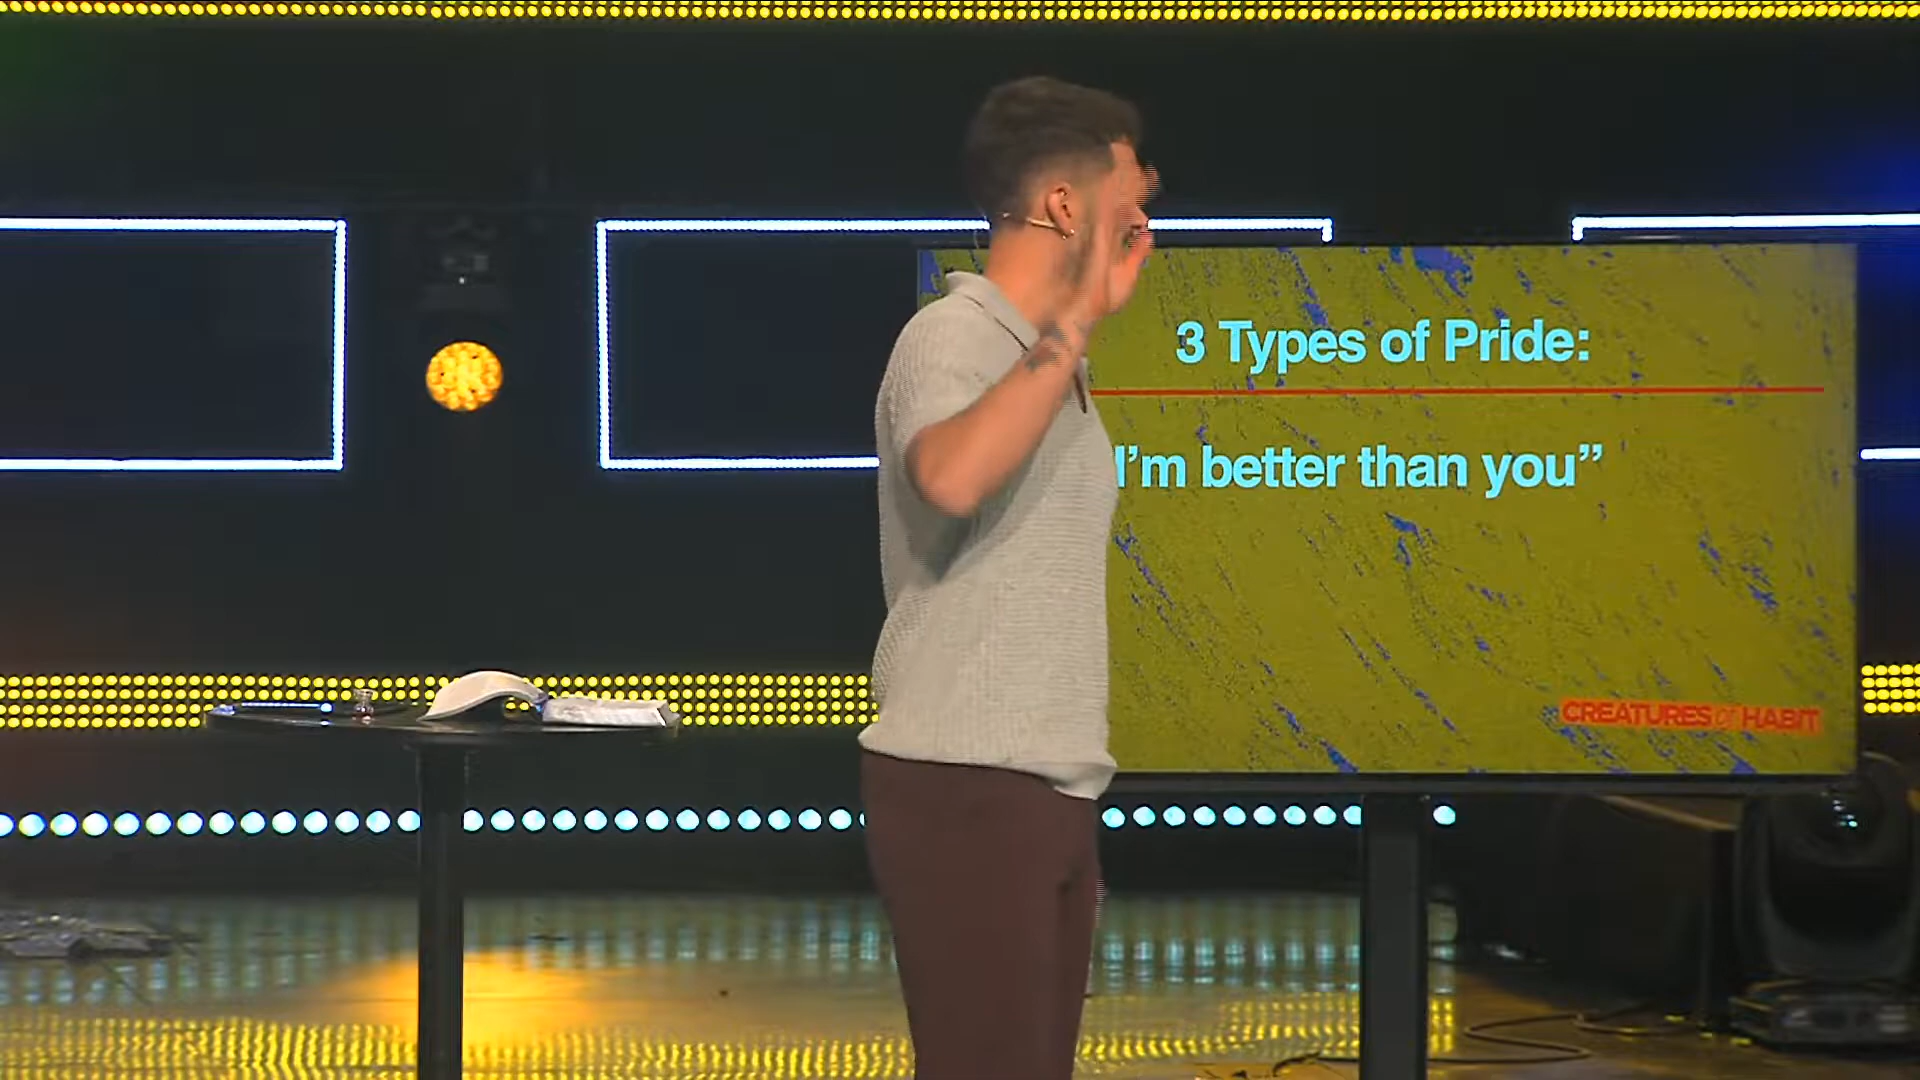 3 Types of Pride:
I’m better than you”
CREATURES OF HABIT